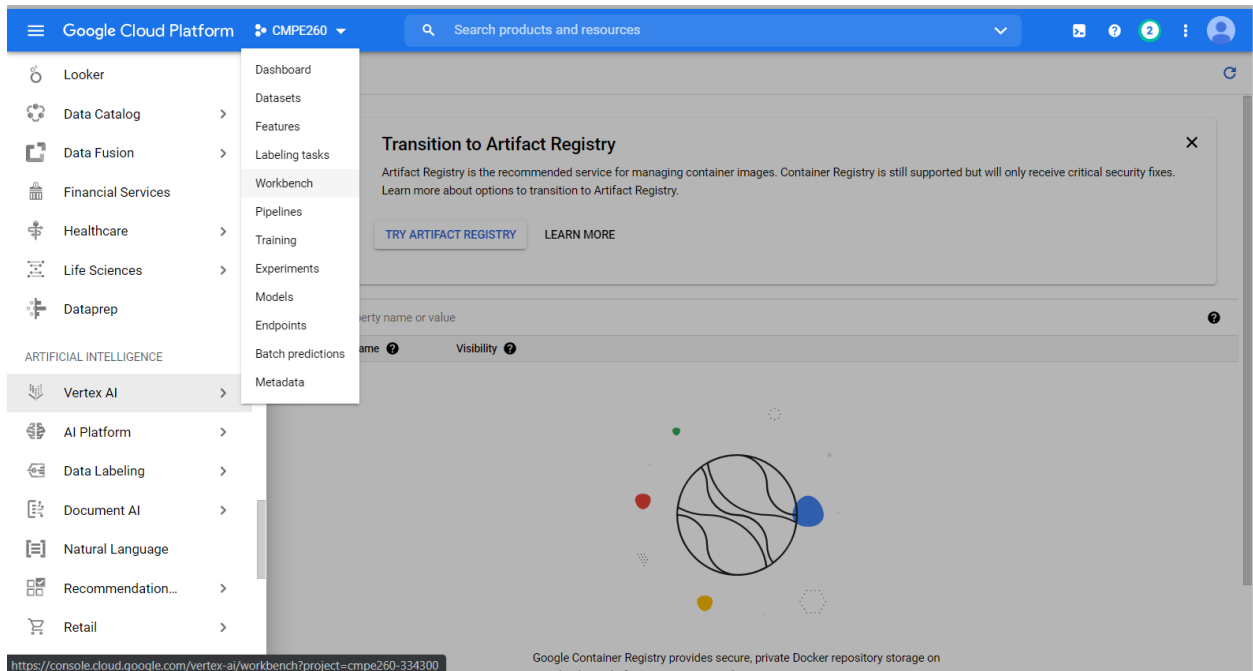 Google Cloud Platform CMPE260 Search products and resources 2
Looker
Data Catalog
Data Fusion
Financial Services
Healthcare
Life Sciences
Dataprep
ARTIFICIAL INTELLIGENCE
Vertex AI
AI Platform
Data Labeling
Document AI
Natural Language
Recommendation...
Retail
https://console.cloud.google.com/vertex-ai/workbench?project=cmpe260-334300
Dashboard
Datasets
Features
Labeling tasks
Workbench
Pipelines
Training
Experiments
Models
Endpoints
Batch predictions
Metadata
Transition to Artifact Registry
Artifact Registry is the recommended service for managing container images. Container Registry is still supported but will only receive critical security fixes.
Learn more about options to transition to Artifact Registry.
TRY ARTIFACT REGISTRY LEARN MORE
erty name or value
ame Visibility
Google Container Registry provides secure, private Docker repository storage on